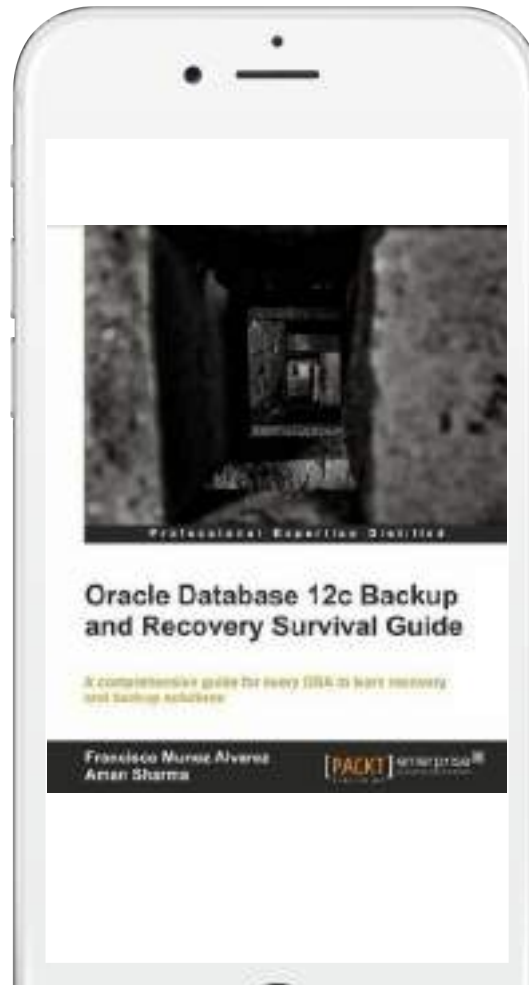 Professional Expertise Distilled
Oracle Database 12c Backup
and Recovery Survival Guide
A comprehensive guide for every DBA to learn recovery
and backup solutions
Francisco Munoz Alvarez
Aman Sharma
[PACKT] enterprise